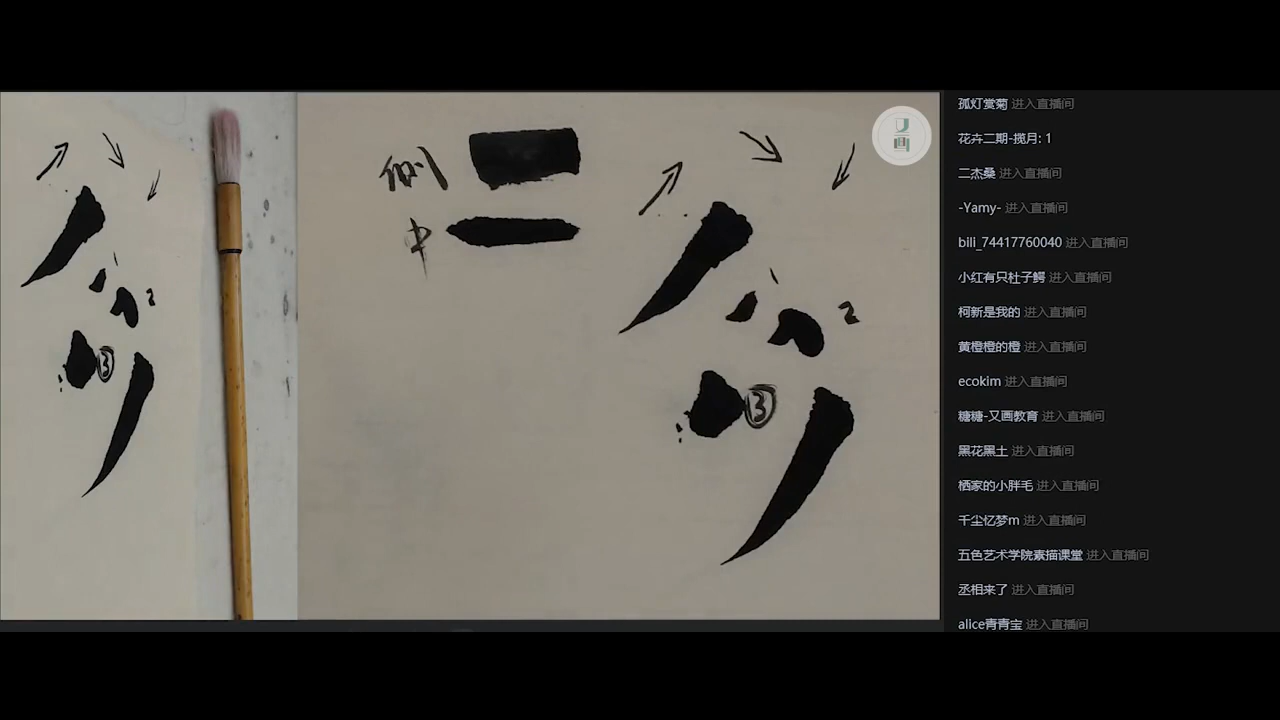 侧
中
2
③
又画
2
③
孤灯赏菊 进入直播间
花卉二期-揽月: 1
二杰桑 进入直播间
-Yamy- 进入直播间
bili_74417760040 进入直播间
小红有只杜子鳄 进入直播间
柯新是我的 进入直播间
黄橙橙的橙 进入直播间
ecokim 进入直播间
糖糖-又画教育 进入直播间
黑花黑土 进入直播间
栖家的小胖毛 进入直播间
千尘忆梦m 进入直播间
五色艺术学院素描课堂 进入直播间
丞相来了 进入直播间
alice青青宝 进入直播间